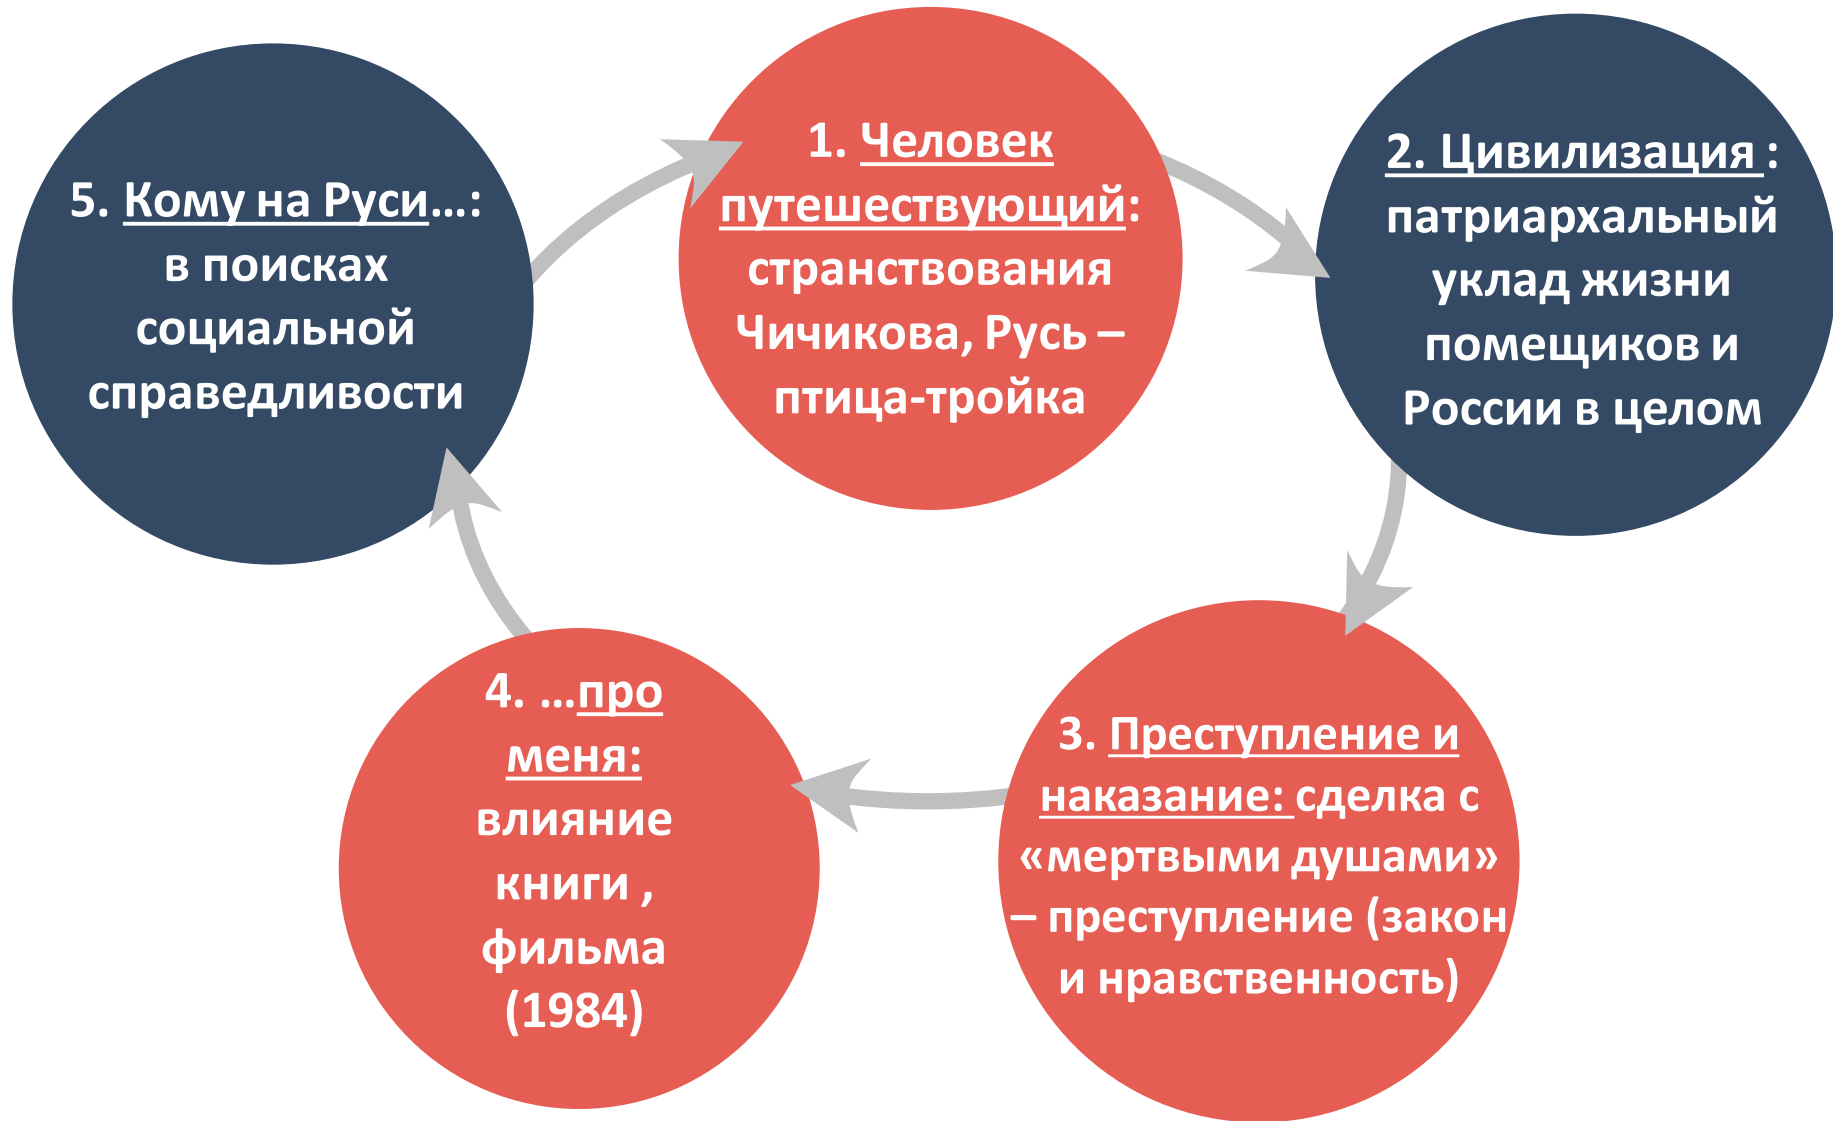 1. Человек
путешествующий:
странствования
Чичикова, Русь –
птица-тройка
2. Цивилизация :
патриархальный
уклад жизни
помещиков и
России в целом
3. Преступление и
наказание: сделка с
«мертвыми душами»
– преступление (закон
и нравственность)
4. …про
меня:
влияние
книги ,
фильма
(1984)
5. Кому на Руси…:
в поисках
социальной
справедливости